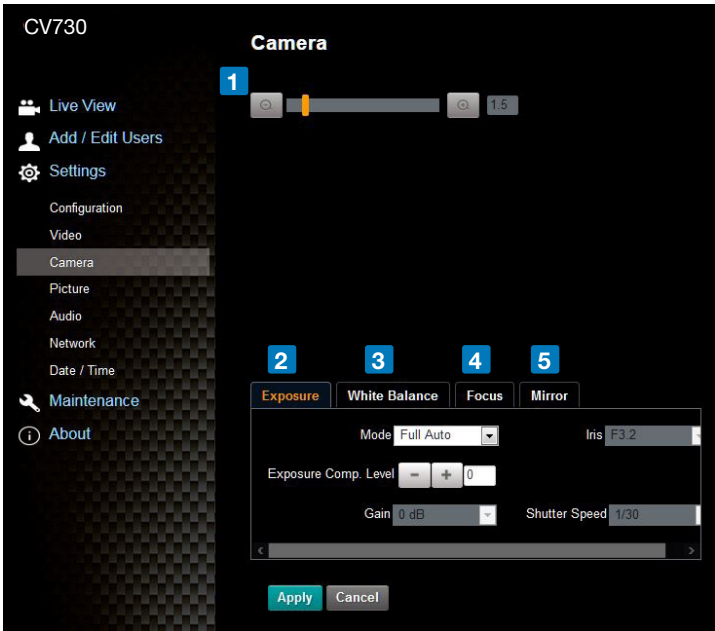 CV730
Camera
1
1.5
Live View
Add / Edit Users
Settings
Configuration
Video
Camera
Picture
Audio
Network
Date / Time
Maintenance
About
2 3 4 5
Exposure White Balance Focus Mirror
Mode Full Auto Iris F3.2
Exposure Comp. Level - + 0
Gain 0 dB Shutter Speed 1/30
Apply Cancel